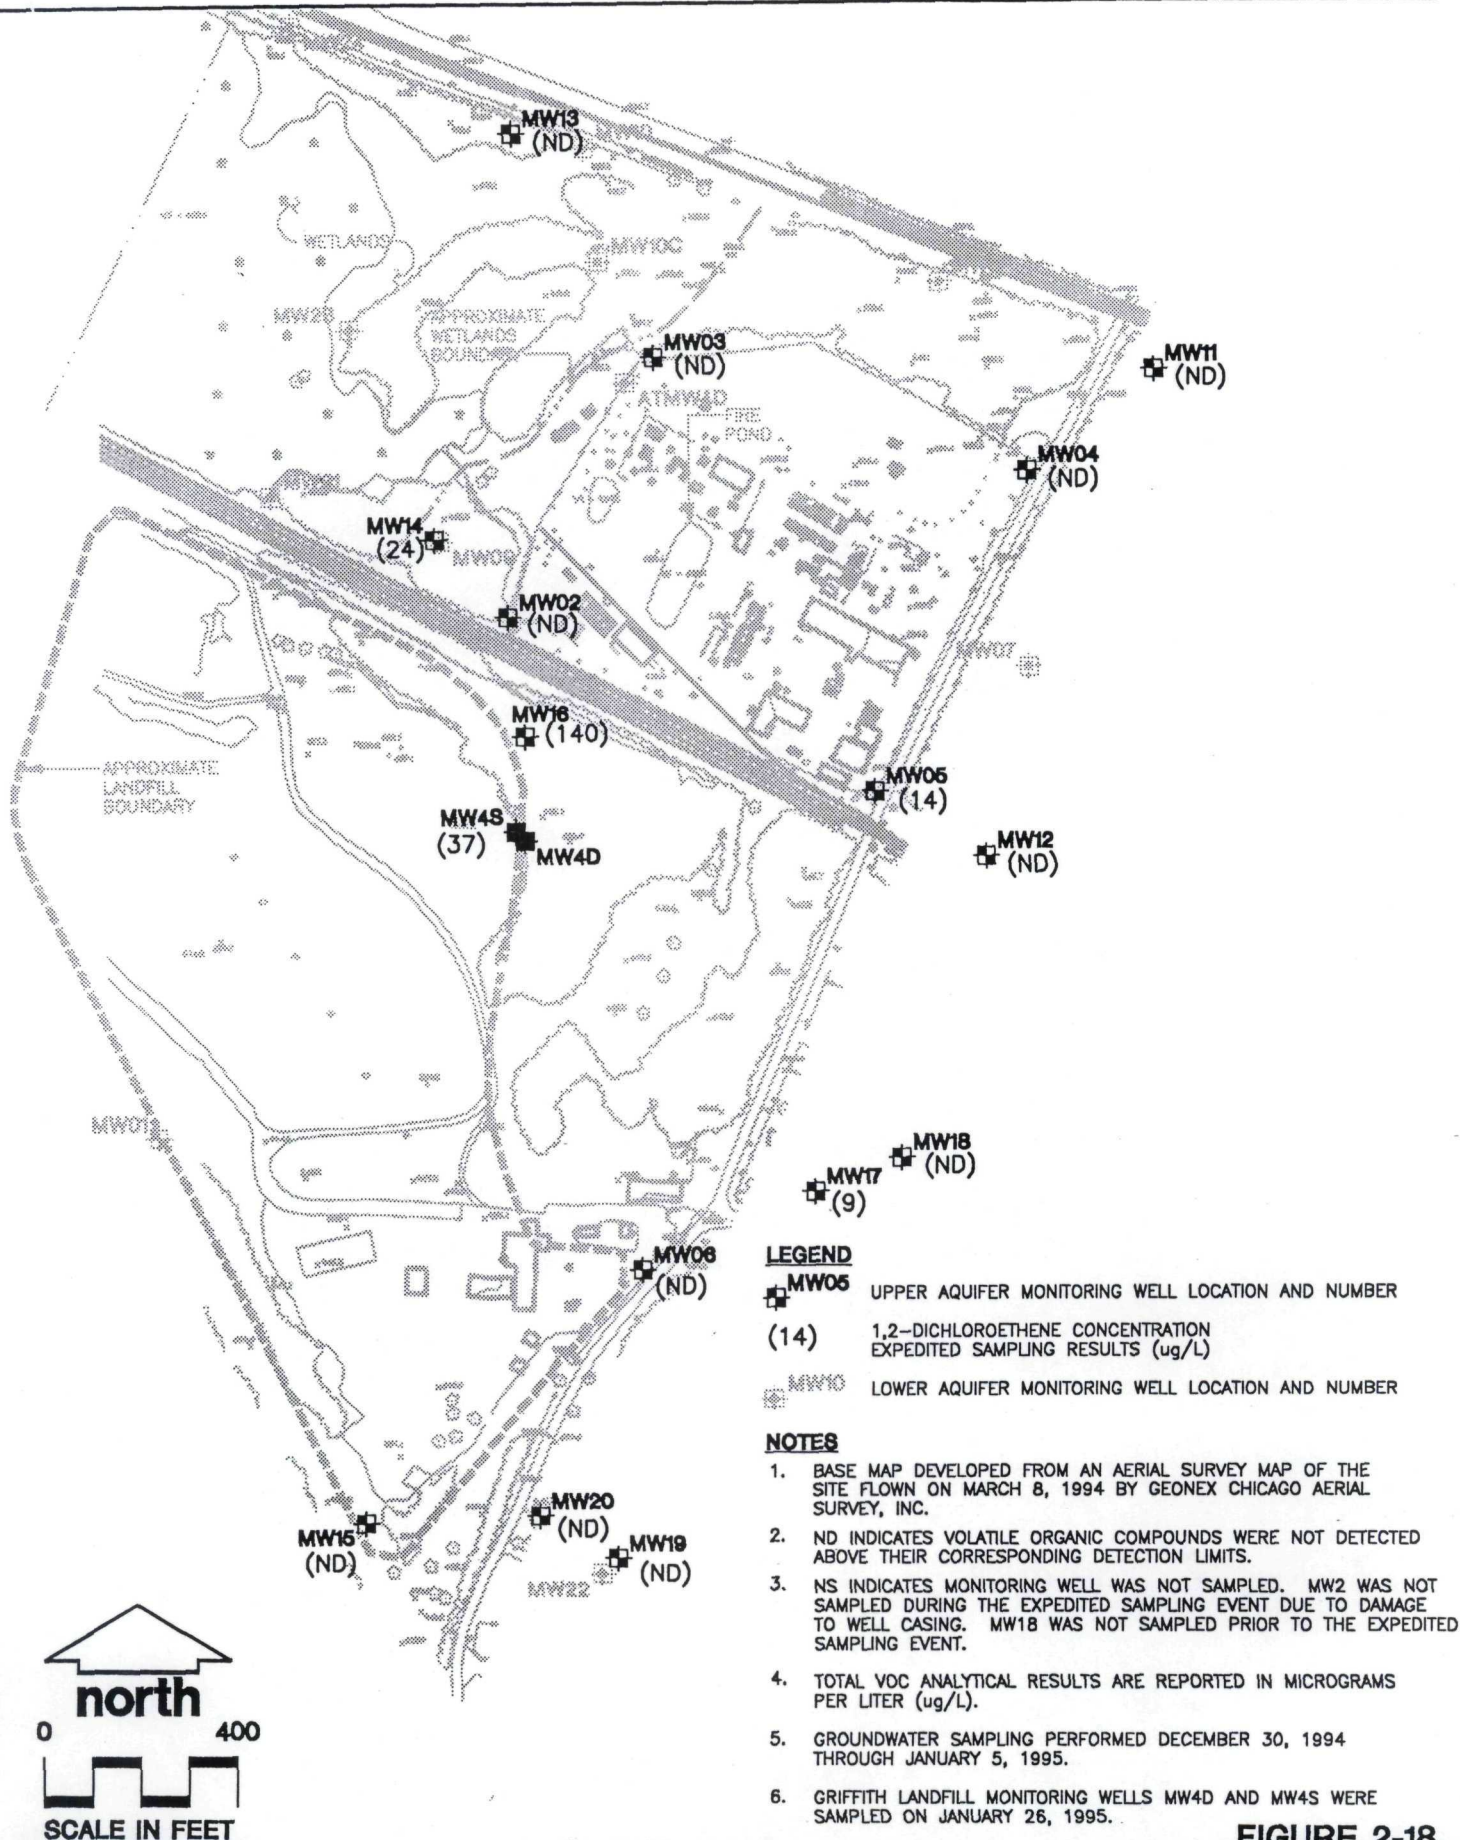 MW13
(ND)
WETLANDS
MW10C
MW28
APPROXIMATE
WETLANDS
BOUNDARY
MW03
(ND)
MW11
(ND)
FIRE
POND
MW04
(ND)
MW14
(24)
MW09
MW02
(ND)
MW07
MW16
(140)
APPROXIMATE
LANDFILL
BOUNDARY
MW05
(14)
MW4S
(37)
MW4D
MW12
(ND)
MW01
MW18
(ND)
MW17
(9)
MW06
(ND)
LEGEND
MW05 UPPER AQUIFER MONITORING WELL LOCATION AND NUMBER
(14) 1,2-DICHLOROETHENE CONCENTRATION
EXPEDITED SAMPLING RESULTS (ug/L)
MW10 LOWER AQUIFER MONITORING WELL LOCATION AND NUMBER
NOTES
1. BASE MAP DEVELOPED FROM AN AERIAL SURVEY MAP OF THE
SITE FLOWN ON MARCH 8, 1994 BY GEONEX CHICAGO AERIAL
SURVEY, INC.
2. ND INDICATES VOLATILE ORGANIC COMPOUNDS WERE NOT DETECTED
ABOVE THEIR CORRESPONDING DETECTION LIMITS.
3. NS INDICATES MONITORING WELL WAS NOT SAMPLED. MW2 WAS NOT
SAMPLED DURING THE EXPEDITED SAMPLING EVENT DUE TO DAMAGE
TO WELL CASING. MW18 WAS NOT SAMPLED PRIOR TO THE EXPEDITED
SAMPLING EVENT.
4. TOTAL VOC ANALYTICAL RESULTS ARE REPORTED IN MICROGRAMS
PER LITER (ug/L).
5. GROUNDWATER SAMPLING PERFORMED DECEMBER 30, 1994
THROUGH JANUARY 5, 1995.
6. GRIFFITH LANDFILL MONITORING WELLS MW4D AND MW4S WERE
SAMPLED ON JANUARY 26, 1995.
MW20
(ND)
MW19
(ND)
MW15
(ND)
MW22
north
0 400
SCALE IN FEET
FIGURE 2-18